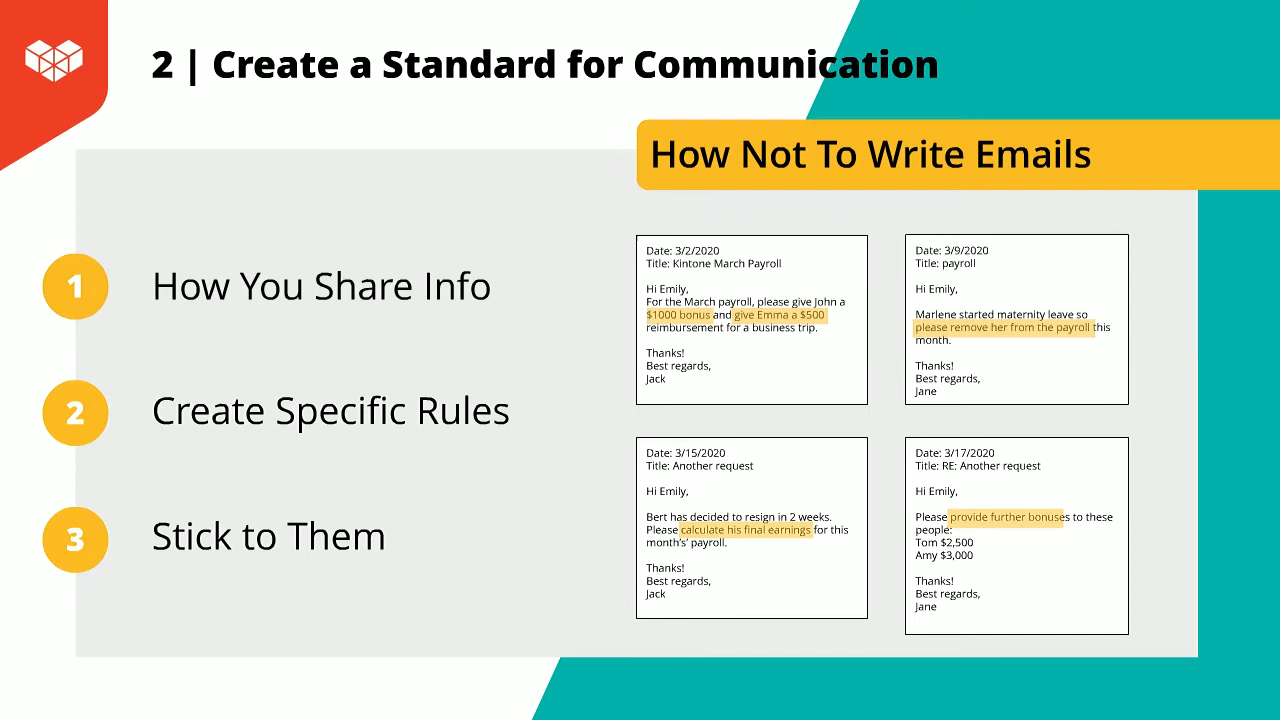 2 | Create a Standard for Communication
How Not To Write Emails
1
How You Share Info
2
Create Specific Rules
3
Stick to Them
Date: 3/2/2020
Title: Kintone March Payroll
Hi Emily,
For the March payroll, please give John a
$1000 bonus and give Emma a $500
reimbursement for a business trip.
Thanks!
Best regards,
Jack
Date: 3/9/2020
Title: payroll
Hi Emily,
Marlene started maternity leave so
please remove her from the payroll this
month.
Thanks!
Best regards,
Jane
Date: 3/15/2020
Title: Another request
Hi Emily,
Bert has decided to resign in 2 weeks.
Please calculate his final earnings for this
month's' payroll.
Thanks!
Best regards,
Jack
Date: 3/17/2020
Title: RE: Another request
Hi Emily,
Please provide further bonuses to these
people:
Tom $2,500
Amy $3,000
Thanks!
Best regards,
Jane